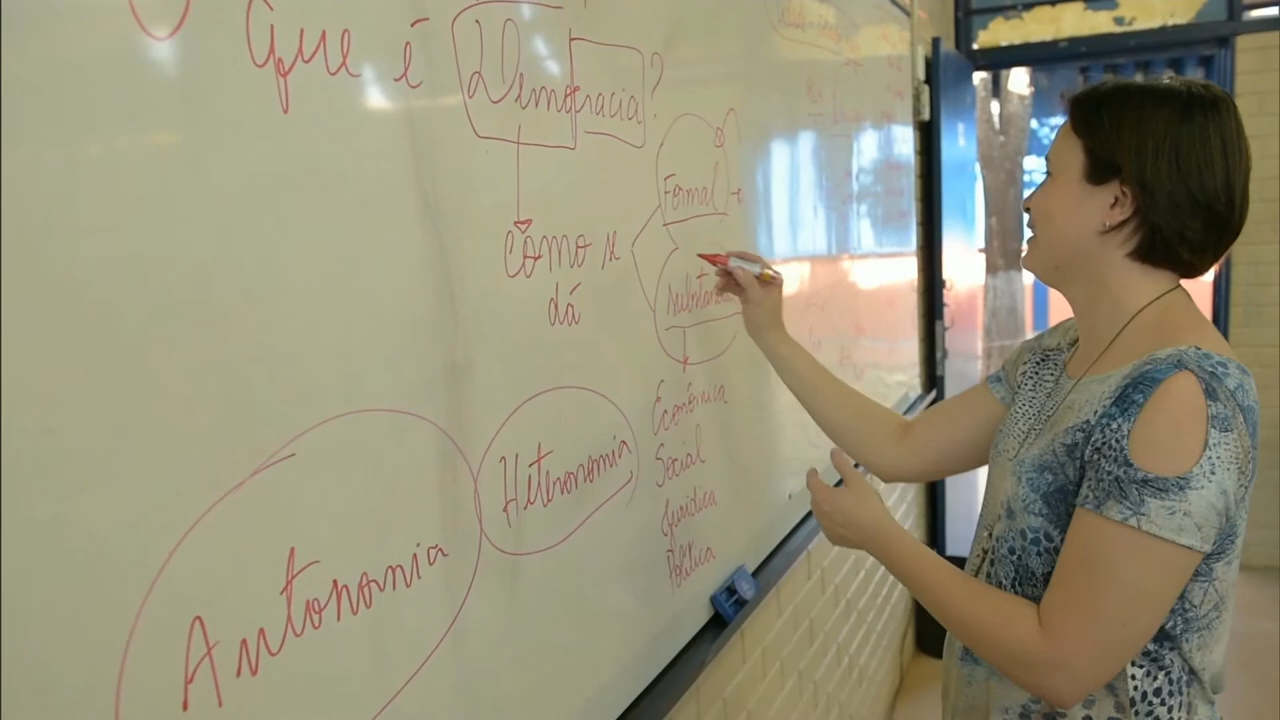 Que é Democracia?
Formal
como se
dá
Substancial
Econômica
Social
Jurídica
Política
Heteronomia
Autonomia